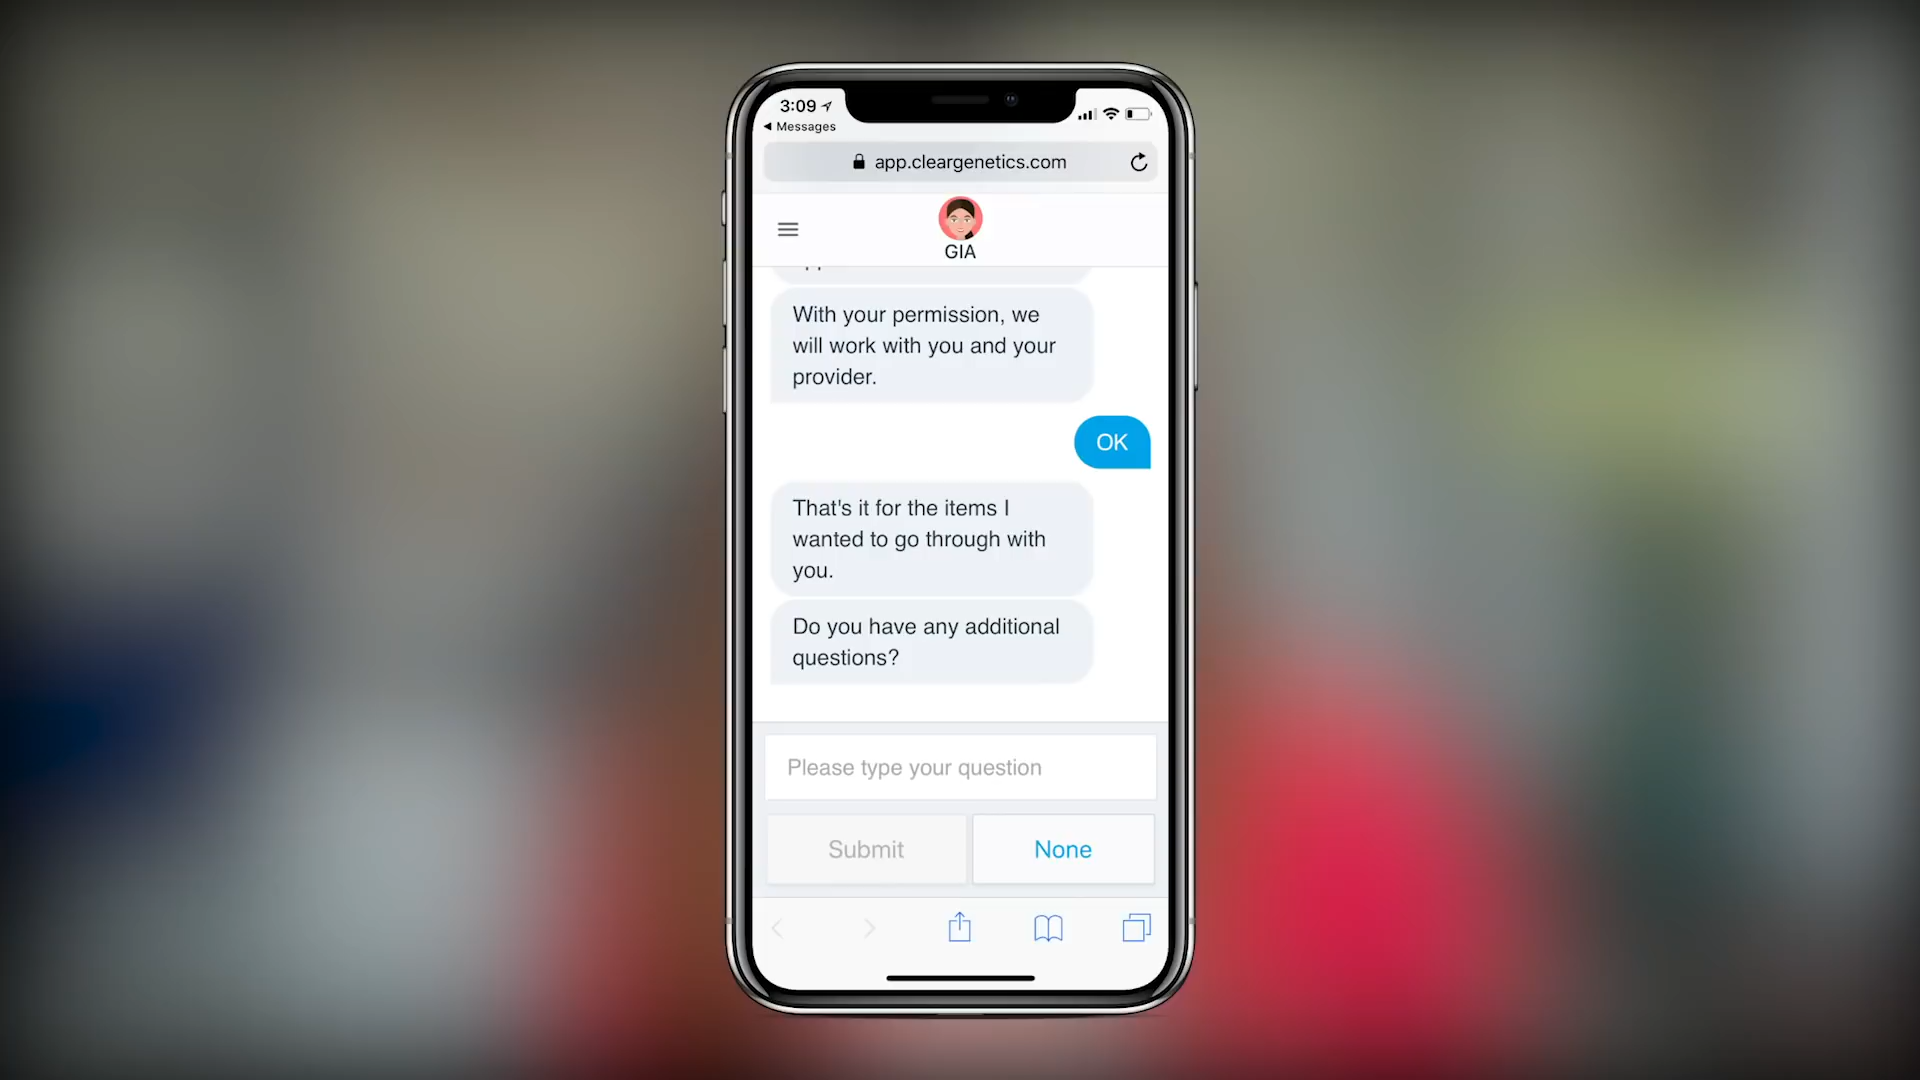 3:09
Messages
app.cleargenetics.com
GIA
With your permission, we
will work with you and your
provider.
OK
That's it for the items I
wanted to go through with
you.
Do you have any additional
questions?
Please type your question
Submit
None